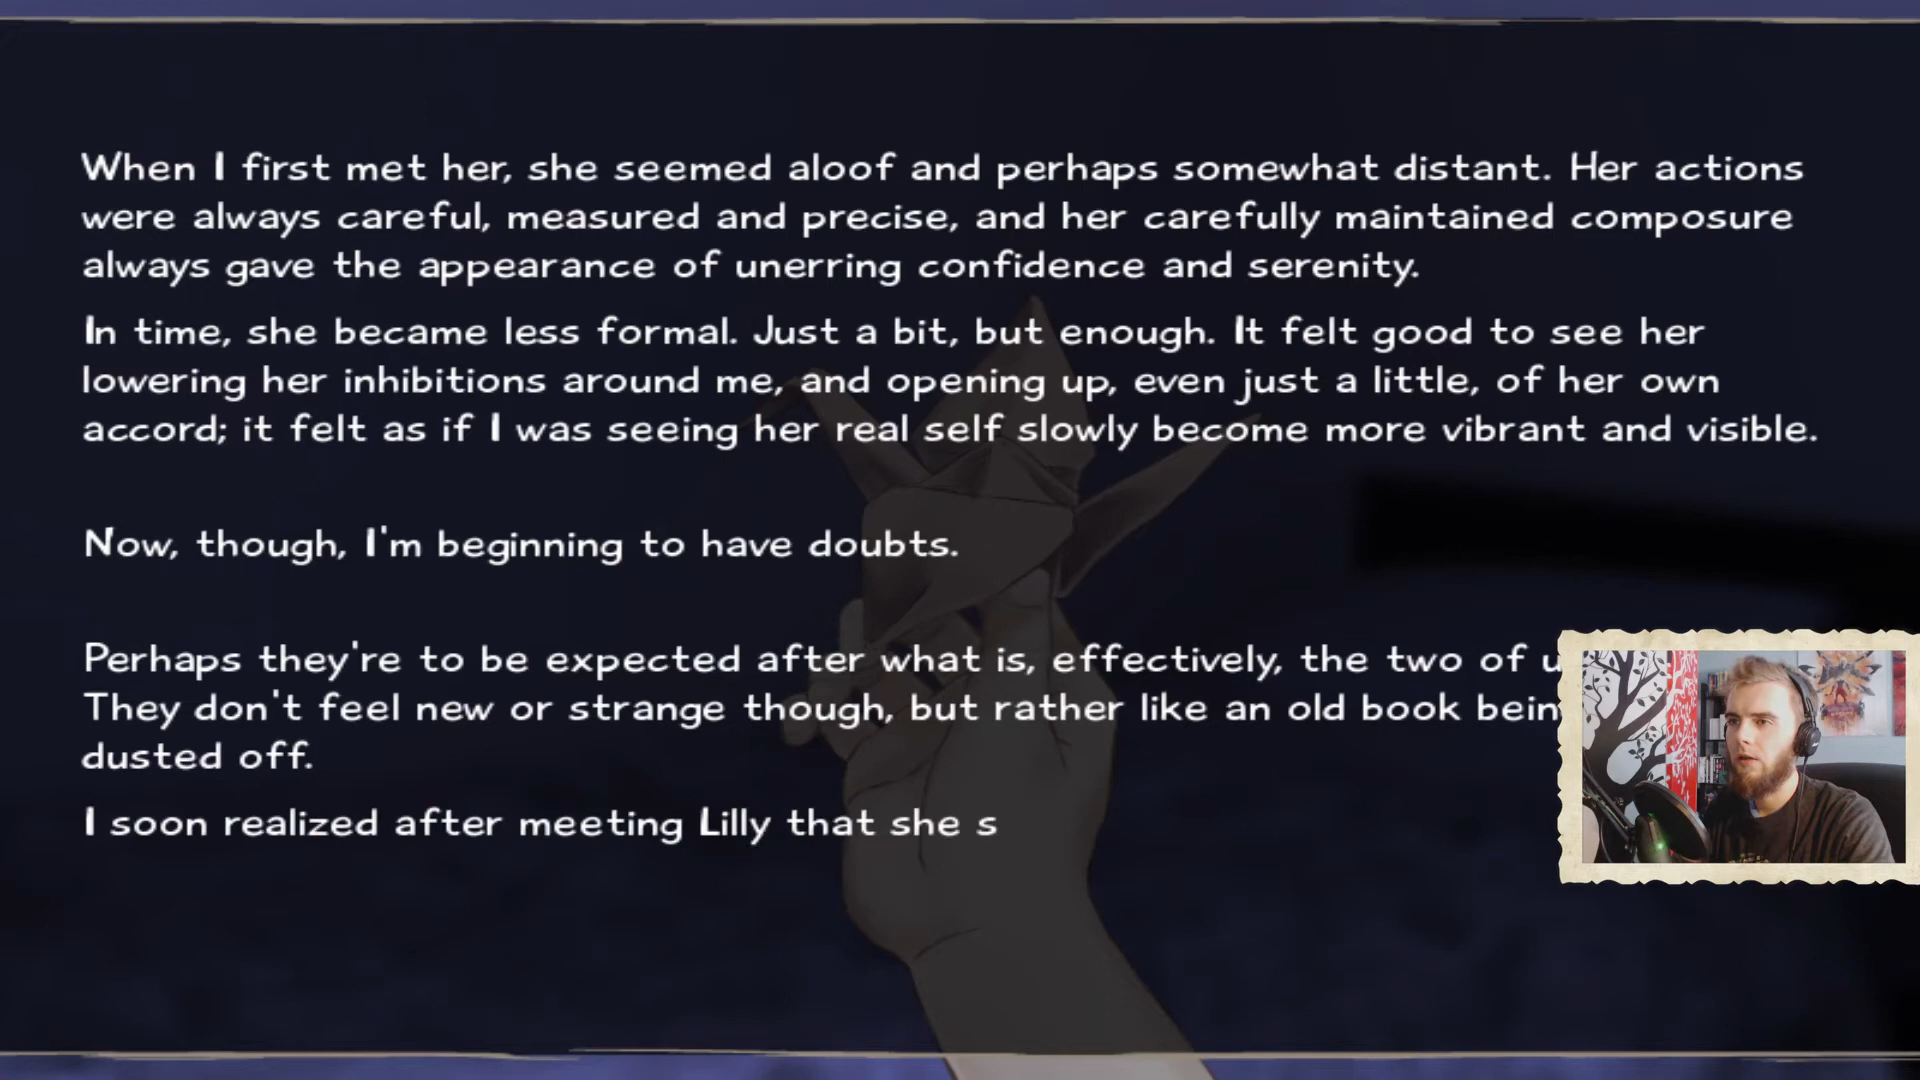 When I first met her, she seemed aloof and perhaps somewhat distant. Her actions
were always careful, measured and precise, and her carefully maintained composure
always gave the appearance of unerring confidence and serenity.
In time, she became less formal. Just a bit, but enough. It felt good to see her
lowering her inhibitions around me, and opening up, even just a little, of her own
accord; it felt as if I was seeing her real self slowly become more vibrant and visible.
Now, though, I'm beginning to have doubts.
Perhaps they're to be expected after what is, effectively, the two of
They don't feel new or strange though, but rather like an old book
dusted off.
I soon realized after meeting Lilly that she s